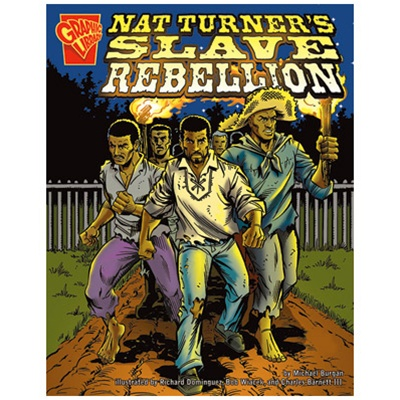 GRAPHIC
LIBRARY
NAT TURNER'S
SLAVE
REBELLION
by Michael Burgan
illustrated by Richard Dominguez, Bob Wiacek, and Charles Barnett III